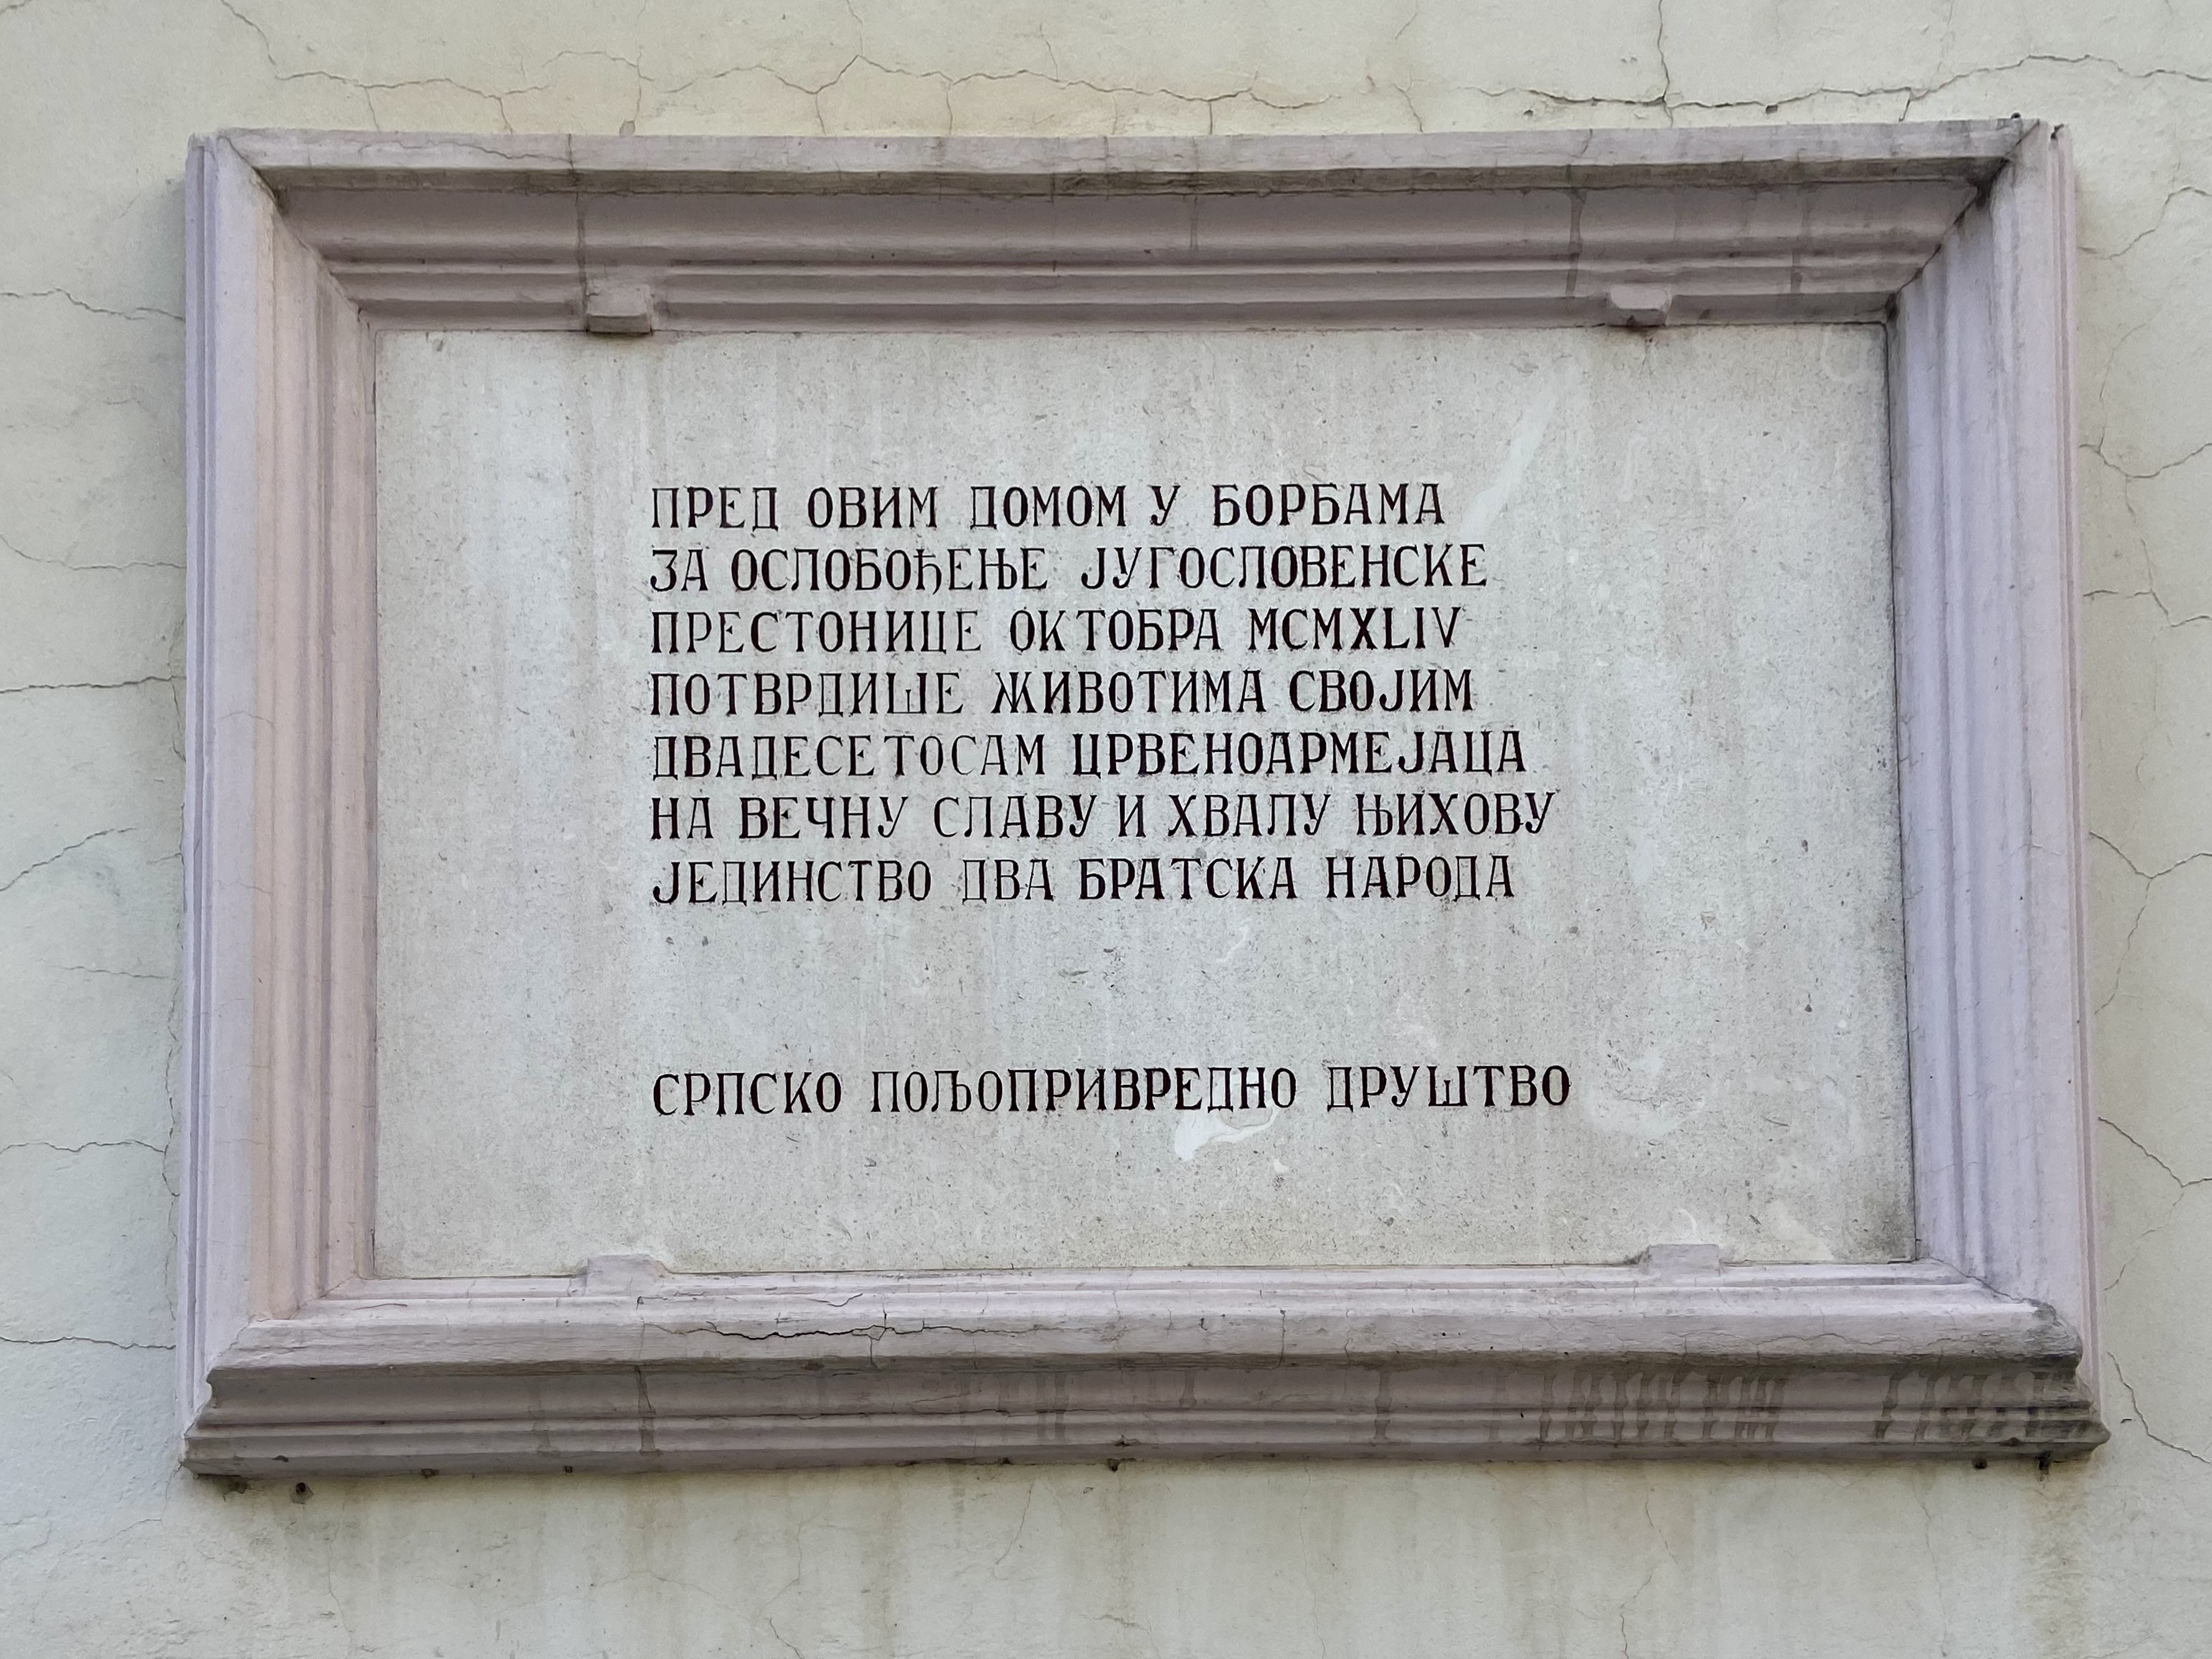 ПРЕД ОВИМ ДОМОМ У БОРБАМА
ЗА ОСЛОБОЂЕЊЕ ЈУГОСЛОВЕНСКЕ
ПРЕСТОНИЦЕ ОКТОБРА MCMXLIV
ПОТВРДИШЕ ЖИВОТИМА СВОЈИМ
ДВАДЕСЕТОСАМ ЦРВЕНОАРМЕЈАЦА
НА ВЕЧНУ СЛАВУ И ХВАЛУ ЊИХОВУ
ЈЕДИНСТВО ДВА БРАТСКА НАРОДА
СРПСКО ПОЉОПРИВРЕДНО ДРУШТВО